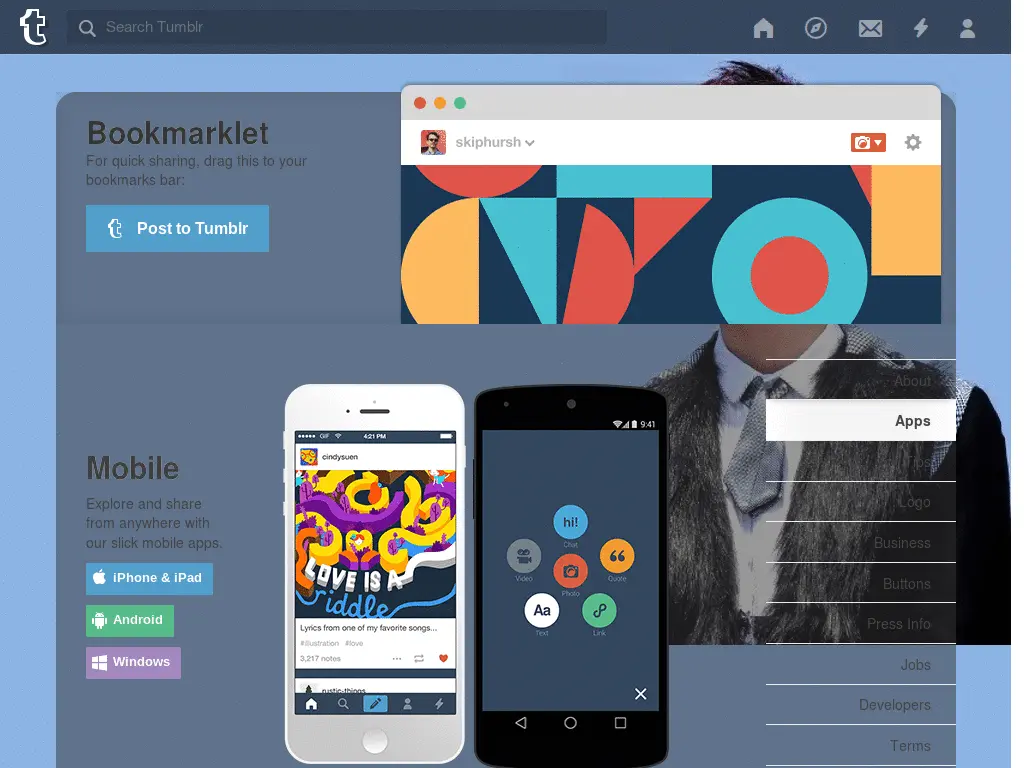 Search Tumblr
Bookmarklet
For quick sharing, drag this to your
bookmarks bar:
Post to Tumblr
skiphursh
About
Apps
Logo
Business
Buttons
Press Info
Jobs
Developers
Terms
Mobile
Explore and share
from anywhere with
our slick mobile apps.
iPhone & iPad
Android
Windows
GIF 4:21 PM
cindysuen
LOVE IS A
riddle
Lyrics from one of my favorite songs...
#illustration #love
3,217 notes
rustic-things
9:41
hi!
Chat
Video
Quote
Photo
Aa
Text
Link